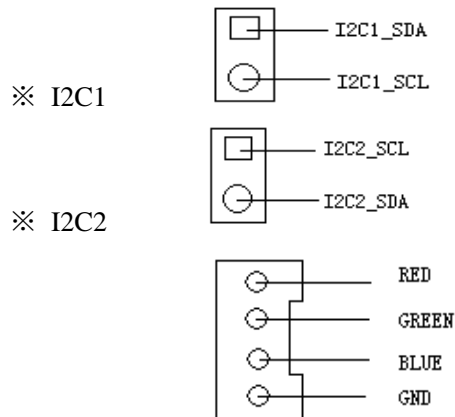 I2C1_SDA
※ I2C1
I2C1_SCL
I2C2_SCL
I2C2_SDA
※ I2C2
RED
GREEN
BLUE
GND